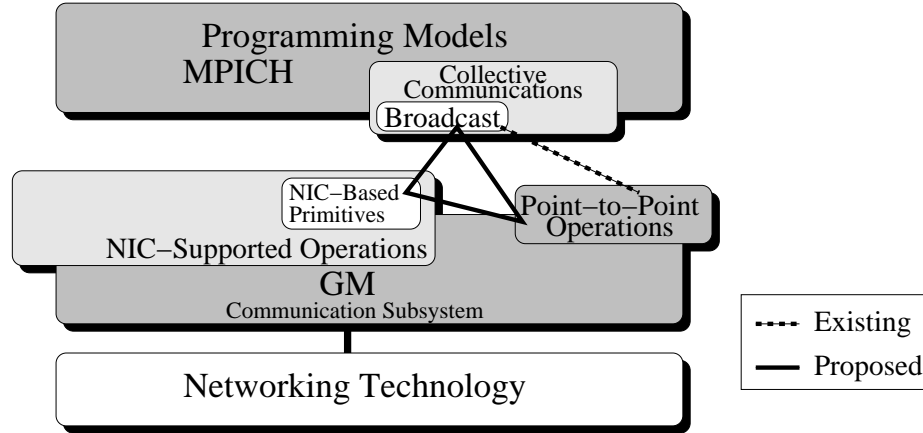 Programming Models
MPICH
Collective
Communications
Broadcast
NIC−Based
Primitives
NIC−Supported Operations
Point−to−Point
Operations
GM
Communication Subsystem
Networking Technology
Existing
Proposed